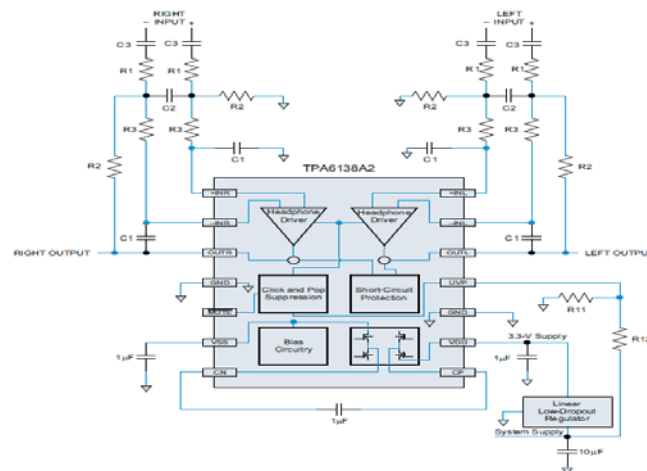 RIGHT INPUT
- +
LEFT INPUT
- +
C3 C3
C3 C3
R1 R1
R1 R1
C2
R2
R2
C2
R3 R3
R3 R3
R2
R2
C1
C1
TPA6138A2
+INR
+INL
-INR
-INL
Headphone Driver
Headphone Driver
C1
C1
RIGHT OUTPUT
OUTR
OUTL
LEFT OUTPUT
GND
Click and Pop Suppression
Short-Circuit Protection
UVP
MUTE
GND
R11
R12
VSS
Bias Circuitry
VDD
3.3-V Supply
1µF
1µF
CN
CP
1µF
Linear Low-Dropout Regulator
System Supply
10µF